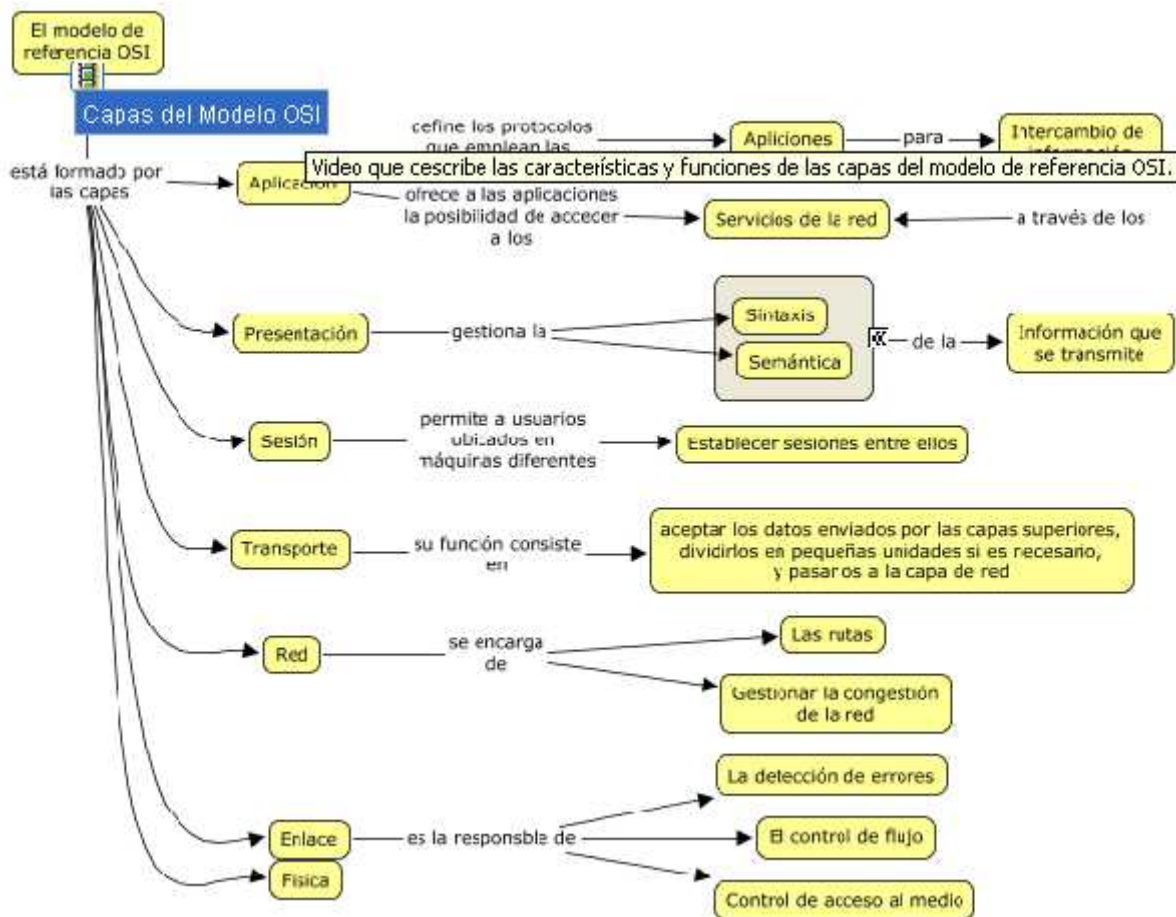 El modelo de
referencia OSI
Capas del Modelo OSI
está formado por
las capas
Aplicación
define los protocolos
que emplean las
Apliciones
para
Intercambio de
información
Video que cescribe las características y funciones de las capas del modelo de referencia OSI.
ofrece a las aplicaciones
la posibilidad de accecer
a los
Servicios de la red
a través de los
Presentación
gestiona la
Sintaxis
Semántica
de la
Información que
se transmite
Sesión
permite a usuarios
ubicados en
máquinas diferentes
Establecer sesiones entre ellos
Transporte
su función consiste
en
aceptar los datos enviados por las capas superiores,
dividirlos en pequeñas unidades si es necesario,
y pasarlos a la capa de red
Red
se encarga
de
Las rutas
Gestionar la congestión
de la red
Enlace
es la responsble de
La detección de errores
El control de flujo
Control de acceso al medio
Física